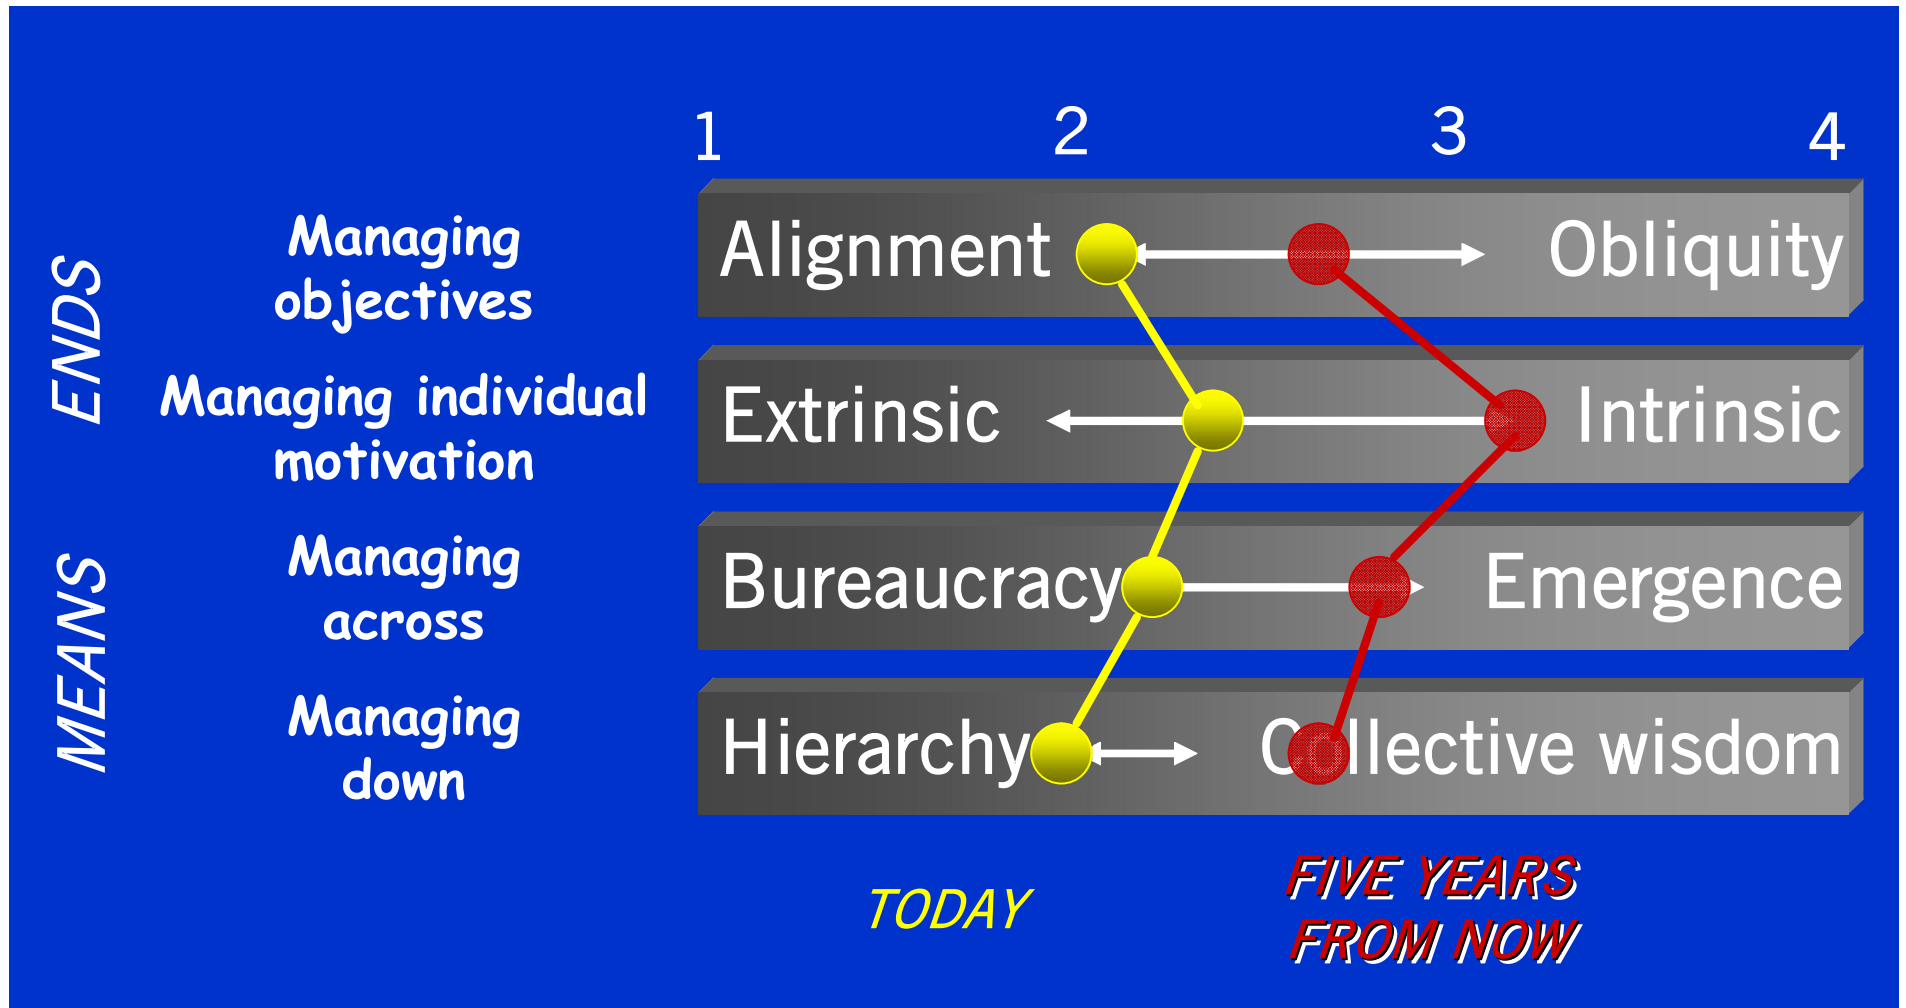 1 2 3 4
ENDS
Managing
objectives
Alignment Obliquity
Managing individual
motivation
Extrinsic Intrinsic
MEANS
Managing
across
Bureaucracy Emergence
Managing
down
Hierarchy Collective wisdom
TODAY
FIVE YEARS
FROM NOW